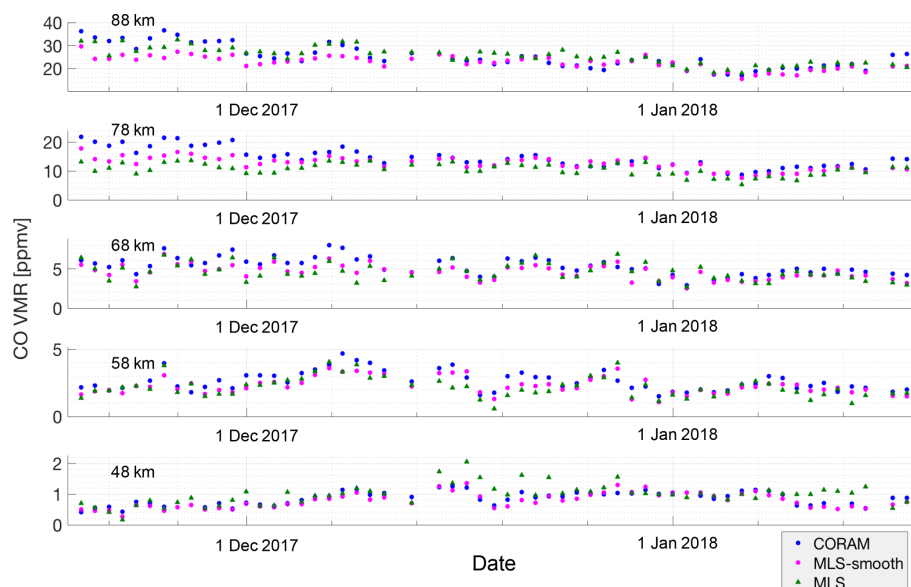 88 km
40
30
20
1 Dec 2017
1 Jan 2018
78 km
20
10
0
1 Dec 2017
1 Jan 2018
68 km
5
0
1 Dec 2017
1 Jan 2018
58 km
5
0
1 Dec 2017
1 Jan 2018
48 km
2
1
0
1 Dec 2017
1 Jan 2018
CO VMR [ppmv]
Date
CORAM
MLS-smooth
MLS